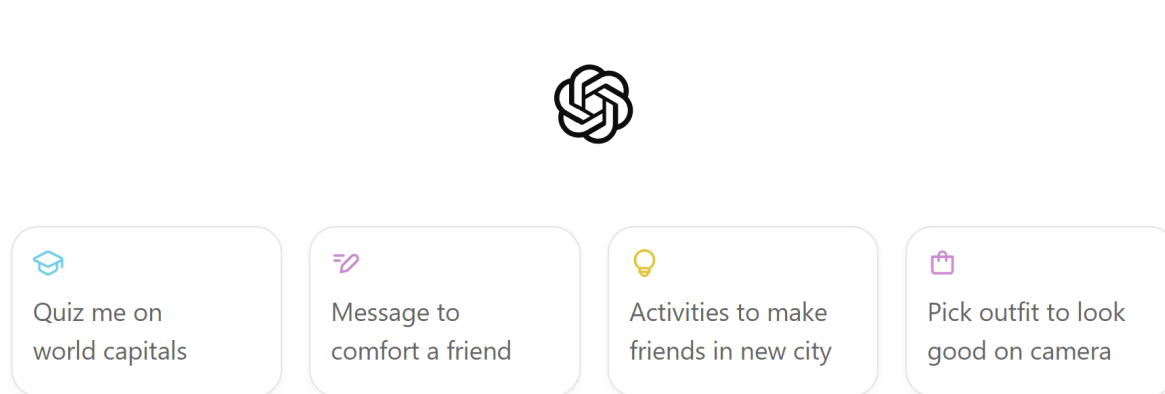 Quiz me on
world capitals
Message to
comfort a friend
Activities to make
friends in new city
Pick outfit to look
good on camera